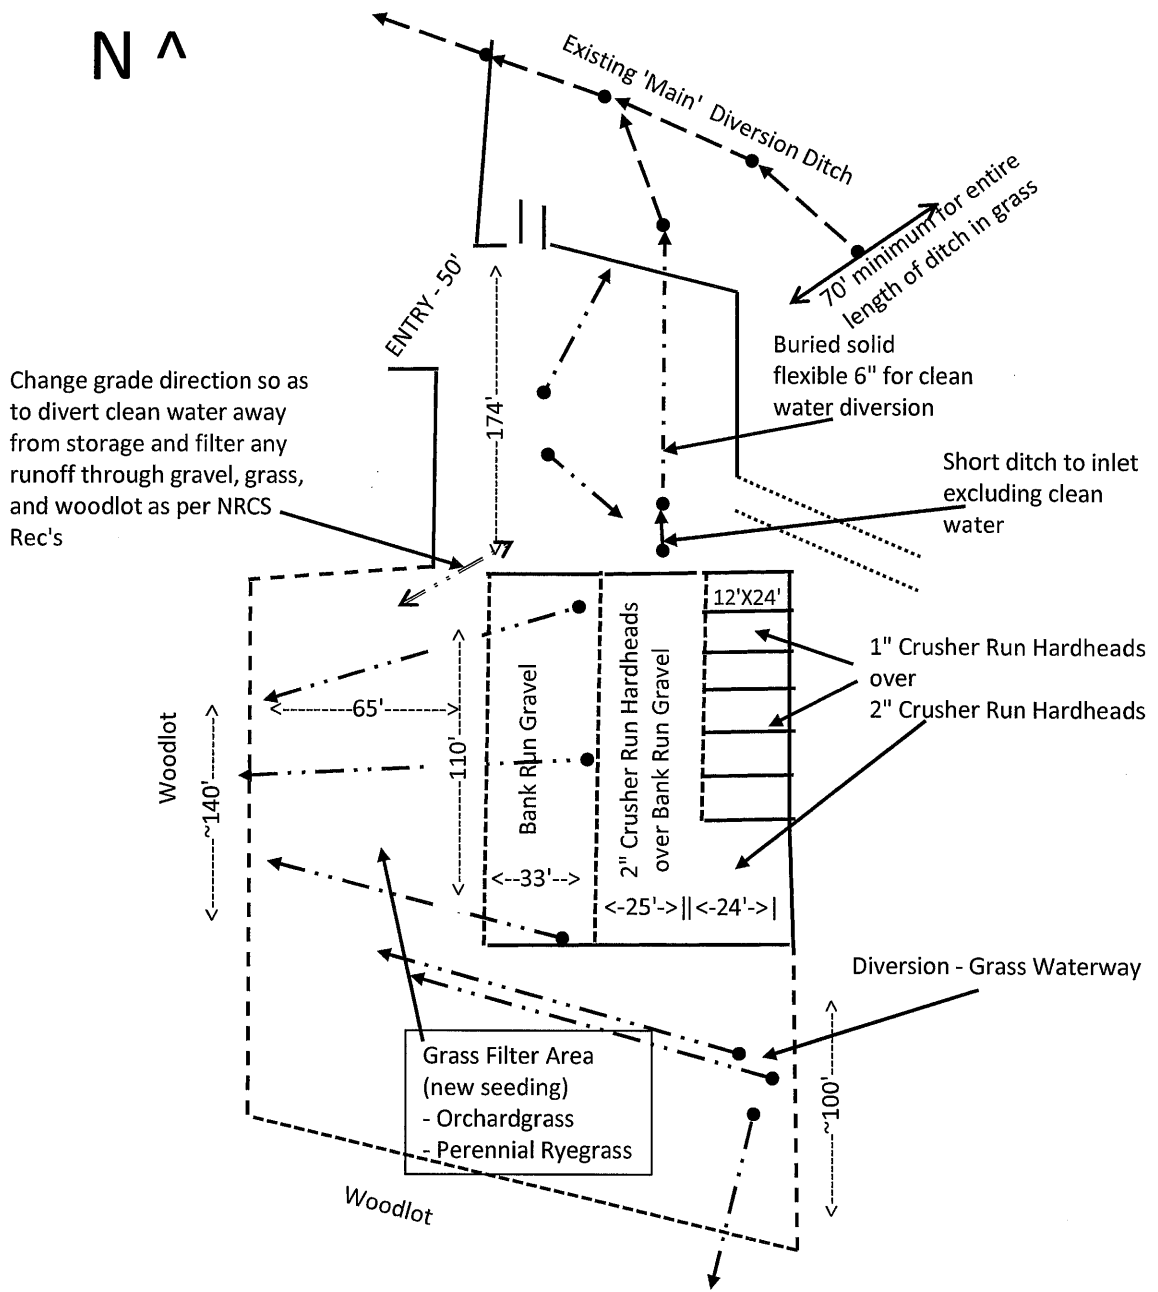 N ^
Existing 'Main' Diversion Ditch
70' minimum for entire
length of ditch in grass
ENTRY - 50'
174'
Buried solid
flexible 6" for clean
water diversion
Change grade direction so as
to divert clean water away
from storage and filter any
runoff through gravel, grass,
and woodlot as per NRCS
Rec's
Short ditch to inlet
excluding clean
water
12'X24'
1" Crusher Run Hardheads
over
2" Crusher Run Hardheads
Bank Run Gravel
2" Crusher Run Hardheads
over Bank Run Gravel
65'
110'
Woodlot
~140'
<--33'-->
<-25'->||<-24'->|
Diversion - Grass Waterway
~100'
Grass Filter Area
(new seeding)
- Orchardgrass
- Perennial Ryegrass
Woodlot